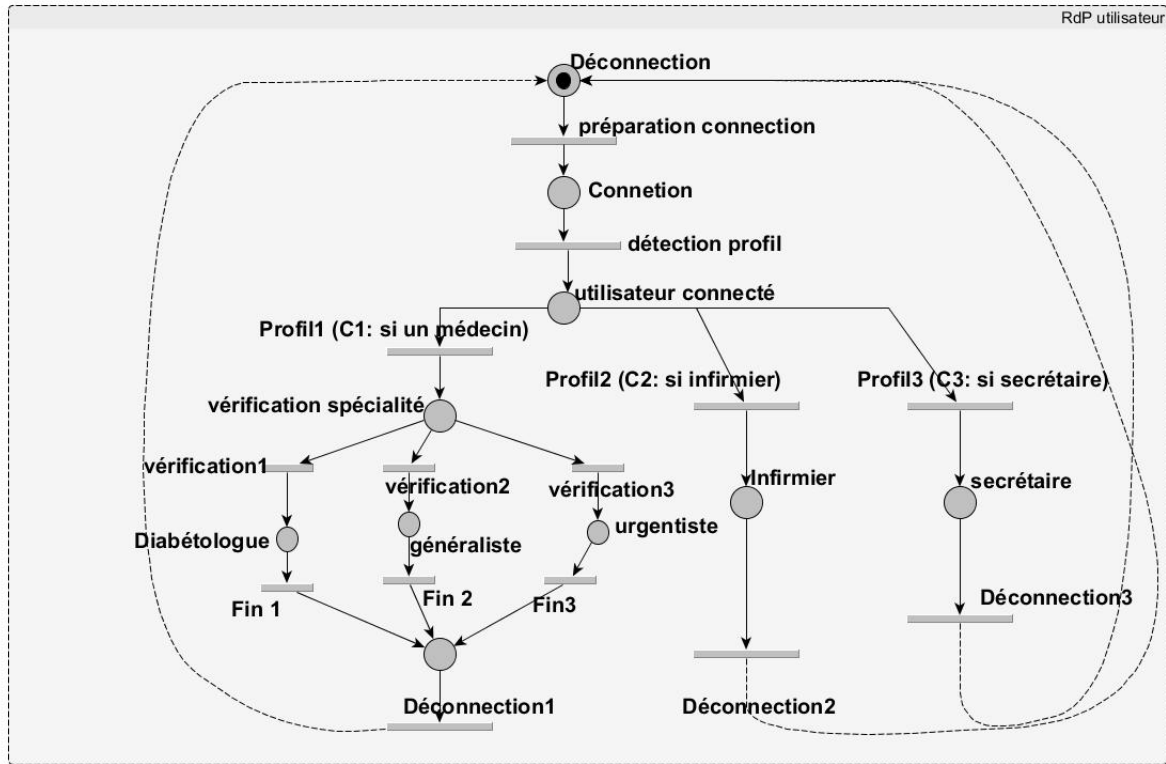 RdP utilisateur
Déconnection
préparation connection
Connetion
détection profil
utilisateur connecté
Profil1 (C1: si un médecin)
Profil2 (C2: si infirmier)
Profil3 (C3: si secrétaire)
vérification spécialité
vérification1
vérification2
vérification3
Infirmier
secrétaire
Diabétologue
généraliste
urgentiste
Fin 1
Fin 2
Fin3
Déconnection3
Déconnection1
Déconnection2